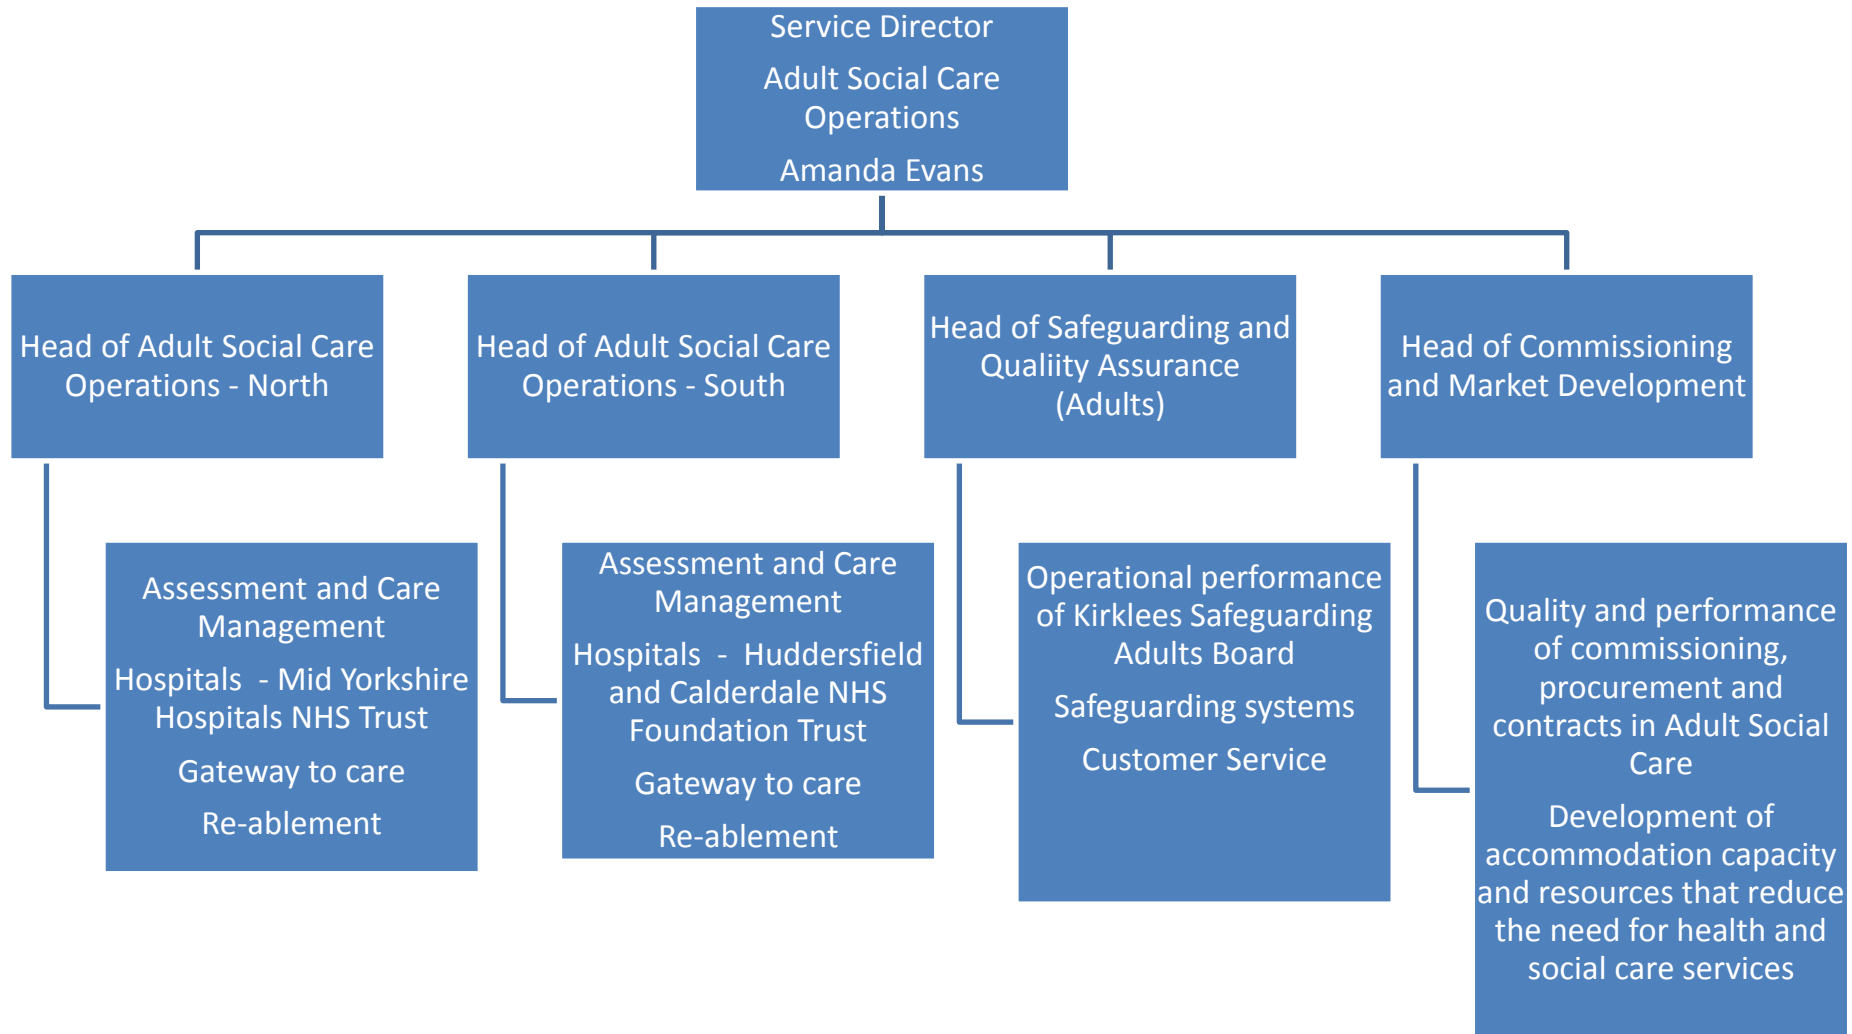 Service Director
Adult Social Care
Operations
Amanda Evans
Head of Adult Social Care
Operations - North
Head of Adult Social Care
Operations - South
Head of Safeguarding and
Qualiity Assurance
(Adults)
Head of Commissioning
and Market Development
Assessment and Care
Management
Hospitals  - Mid Yorkshire
Hospitals NHS Trust
Gateway to care
Re-ablement
Assessment and Care
Management
Hospitals  -  Huddersfield
and Calderdale NHS
Foundation Trust
Gateway to care
Re-ablement
Operational performance
of Kirklees Safeguarding
Adults Board
Safeguarding systems
Customer Service
Quality and performance
of commissioning,
procurement and
contracts in Adult Social
Care
Development of
accommodation capacity
and resources that reduce
the need for health and
social care services